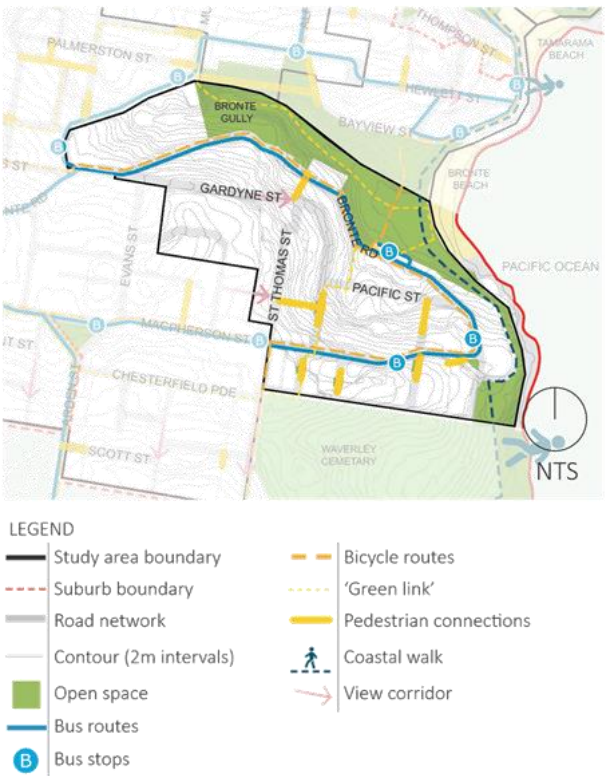 THOMPSON ST
TAMARAMA
BEACH
PALMERSTON ST
B
B
HEWLETT ST
B
BRONTE
GULLY
BAYVIEW ST
B
B
BRONTE
BEACH
GARDYNE ST
BRONTE RD
B
PACIFIC OCEAN
EVANS ST
ST THOMAS ST
PACIFIC ST
B
MACPHERSON ST
B
B
B
CHESTERFIELD PDE
SCOTT ST
WAVERLEY
CEMETARY
NTS
LEGEND
Study area boundary
Suburb boundary
Road network
Contour (2m intervals)
Open space
Bus routes
B Bus stops
Bicycle routes
'Green link'
Pedestrian connections
Coastal walk
View corridor